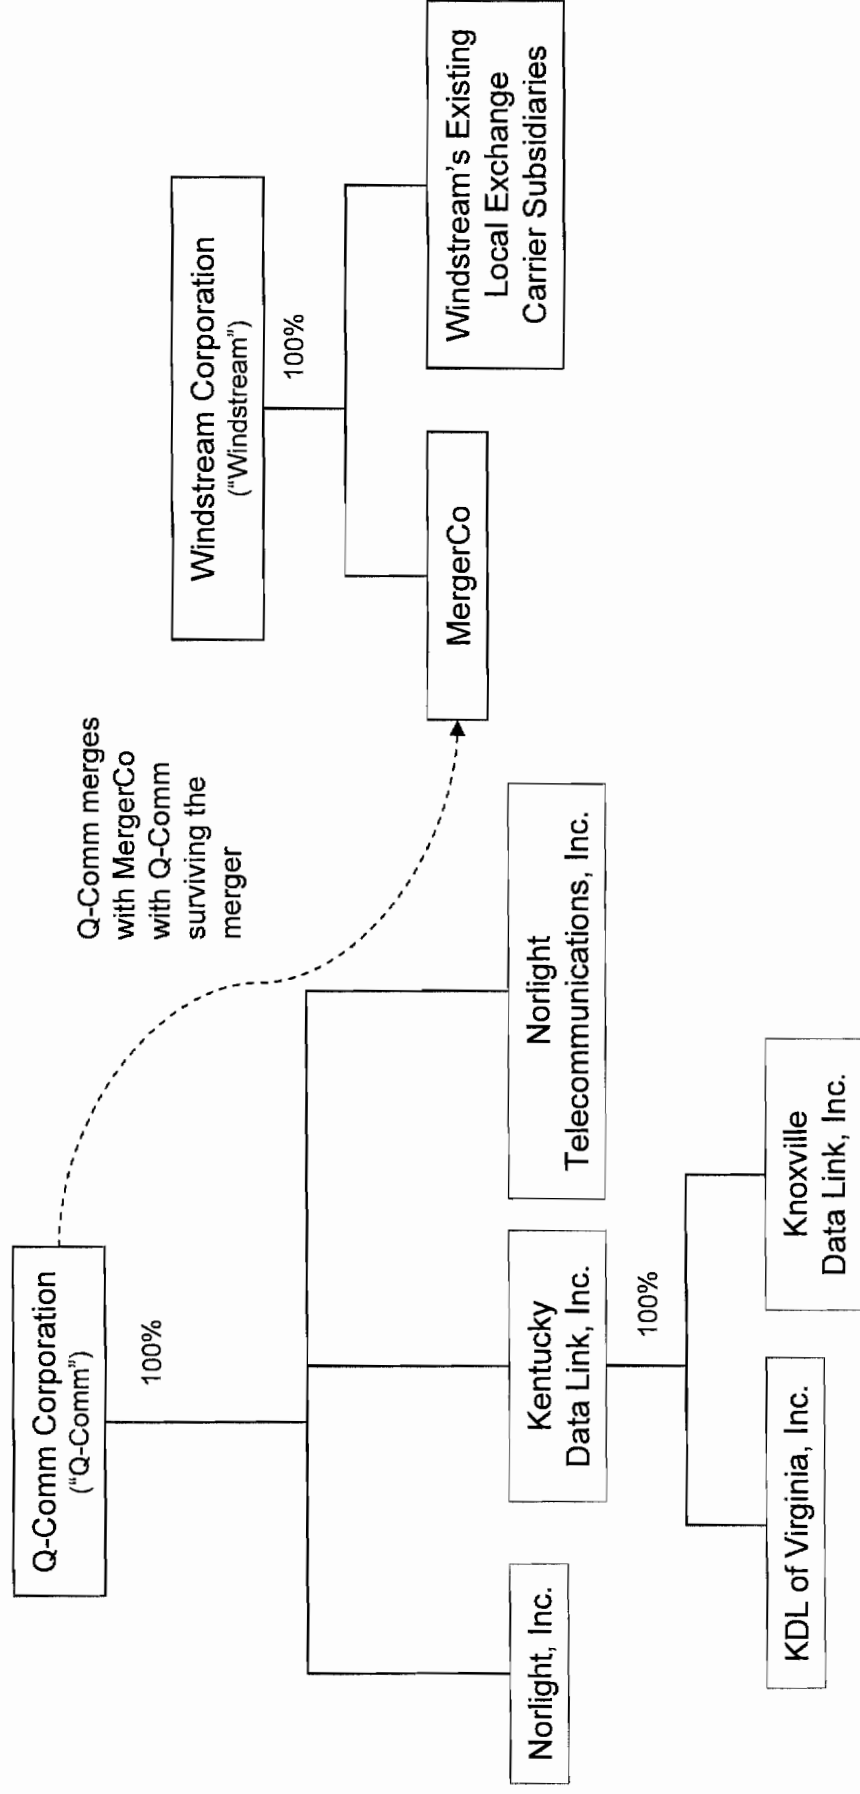 Q-Comm Corporation
("Q-Comm")
100%
Q-Comm merges
with MergerCo
with Q-Comm
surviving the
merger
Windstream Corporation
("Windstream")
100%
MergerCo
Windstream's Existing
Local Exchange
Carrier Subsidiaries
Norlight, Inc.
Kentucky
Data Link, Inc.
Norlight
Telecommunications, Inc.
100%
KDL of Virginia, Inc.
Knoxville
Data Link, Inc.